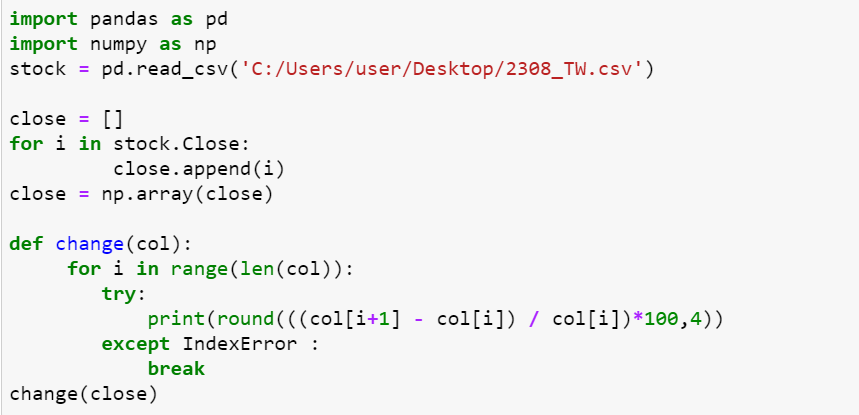 import pandas as pd
import numpy as np
stock = pd.read_csv('C:/Users/user/Desktop/2308_TW.csv')

close = []
for i in stock.Close:
         close.append(i)
close = np.array(close)

def change(col):
     for i in range(len(col)):
        try:
            print(round(((col[i+1] - col[i]) / col[i])*100,4))
        except IndexError :
            break
change(close)